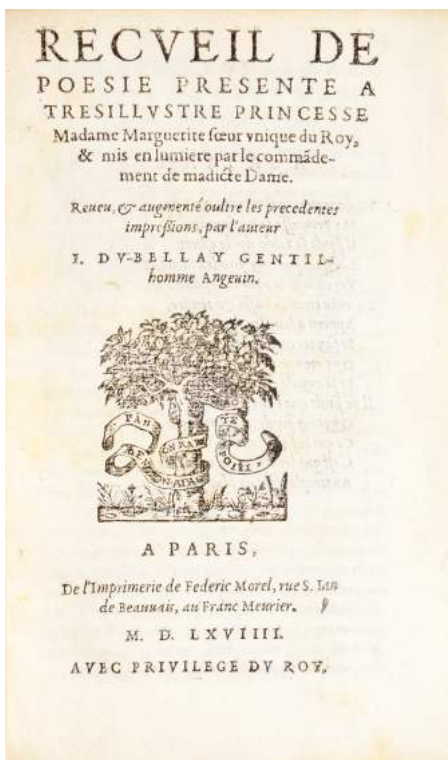 RECVEIL DE
POESIE PRESENTE A
TRESILLVSTRE PRINCESSE
Madame Marguerite sœur vnique du Roy,
& mis en lumiere par le commãde-
ment de madicte Dame.
Reueu, & augmenté oultre les precedentes
impressions, par l'auteur
I. DV-BELLAY GENTIL-
homme Angeuin.
A PARIS,
De l'Imprimerie de Federic Morel, rue S. Ian
de Beauuais, au Franc Meurier.
M. D. LXVIIII.
AVEC PRIVILEGE DV ROY.